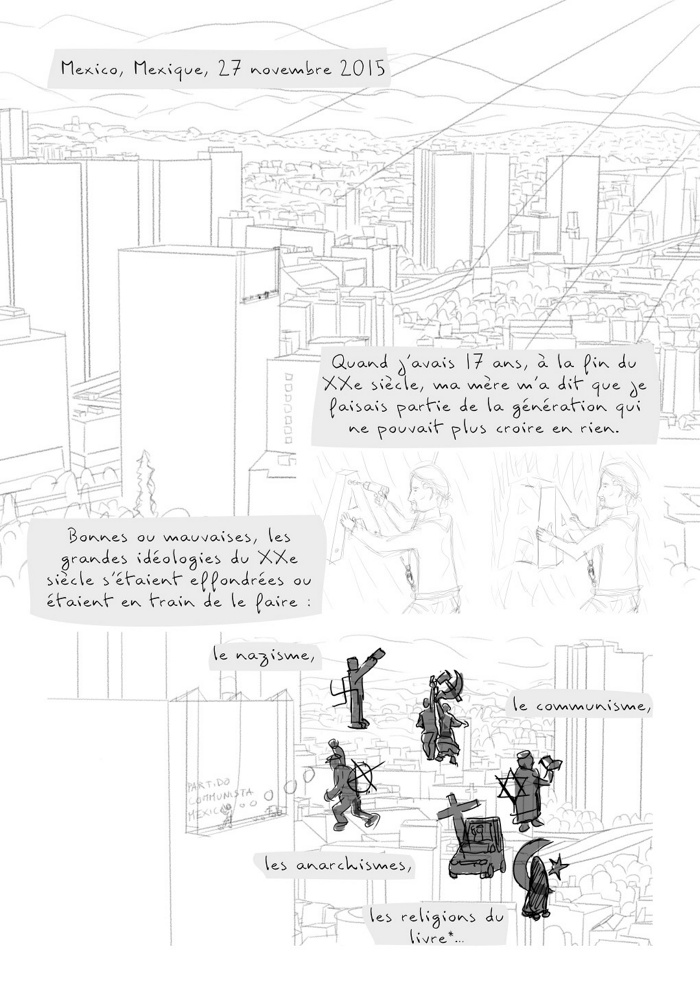 Mexico, Mexique, 27 novembre 2015
Quand j'avais 17 ans, à la fin du
XXe siècle, ma mère m'a dit que je
faisais partie de la génération qui
ne pouvait plus croire en rien.
Bonnes ou mauvaises, les
grandes idéologies du XXe
siècle s'étaient effondrées ou
étaient en train de le faire :
le nazisme,
le communisme,
PARTIDO
COMMUNISTA
MEXICO
les anarchismes,
les religions du
livre*...